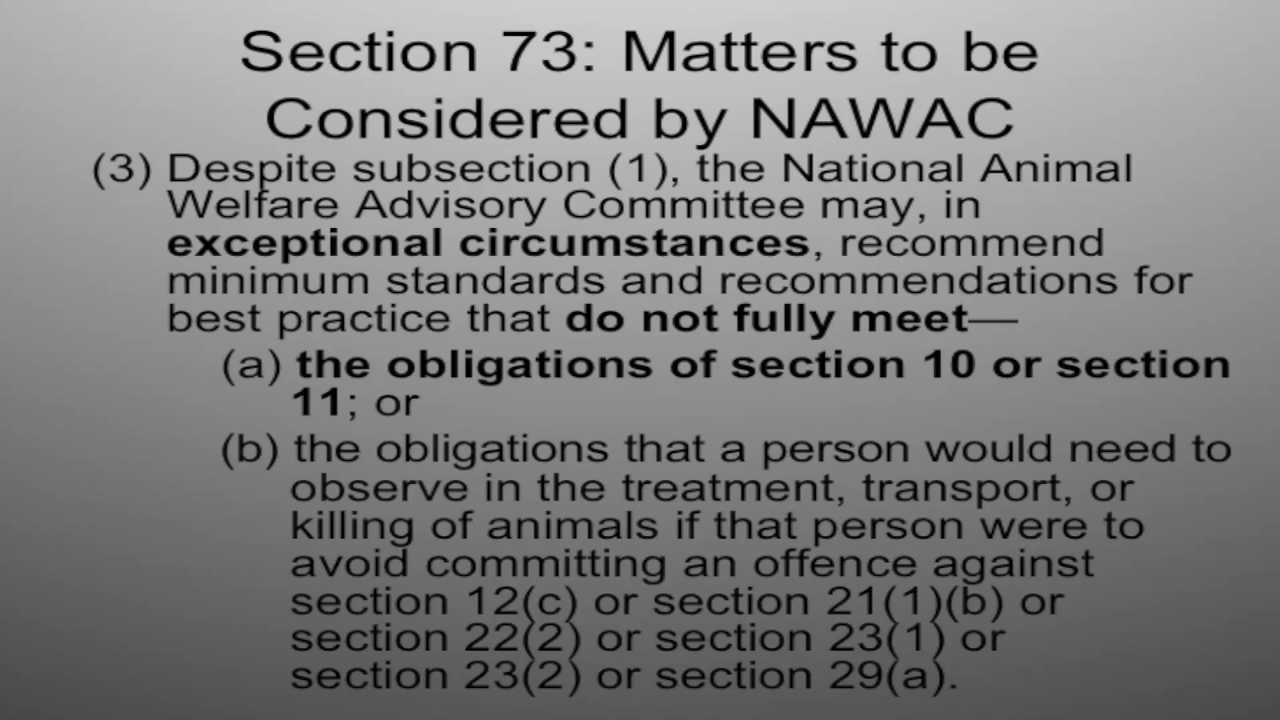 Section 73: Matters to be
Considered by NAWAC
(3) Despite subsection (1), the National Animal
Welfare Advisory Committee may, in
exceptional circumstances, recommend
minimum standards and recommendations for
best practice that do not fully meet—
(a) the obligations of section 10 or section
11; or
(b) the obligations that a person would need to
observe in the treatment, transport, or
killing of animals if that person were to
avoid committing an offence against
section 12(c) or section 21(1)(b) or
section 22(2) or section 23(1) or
section 23(2) or section 29(a).